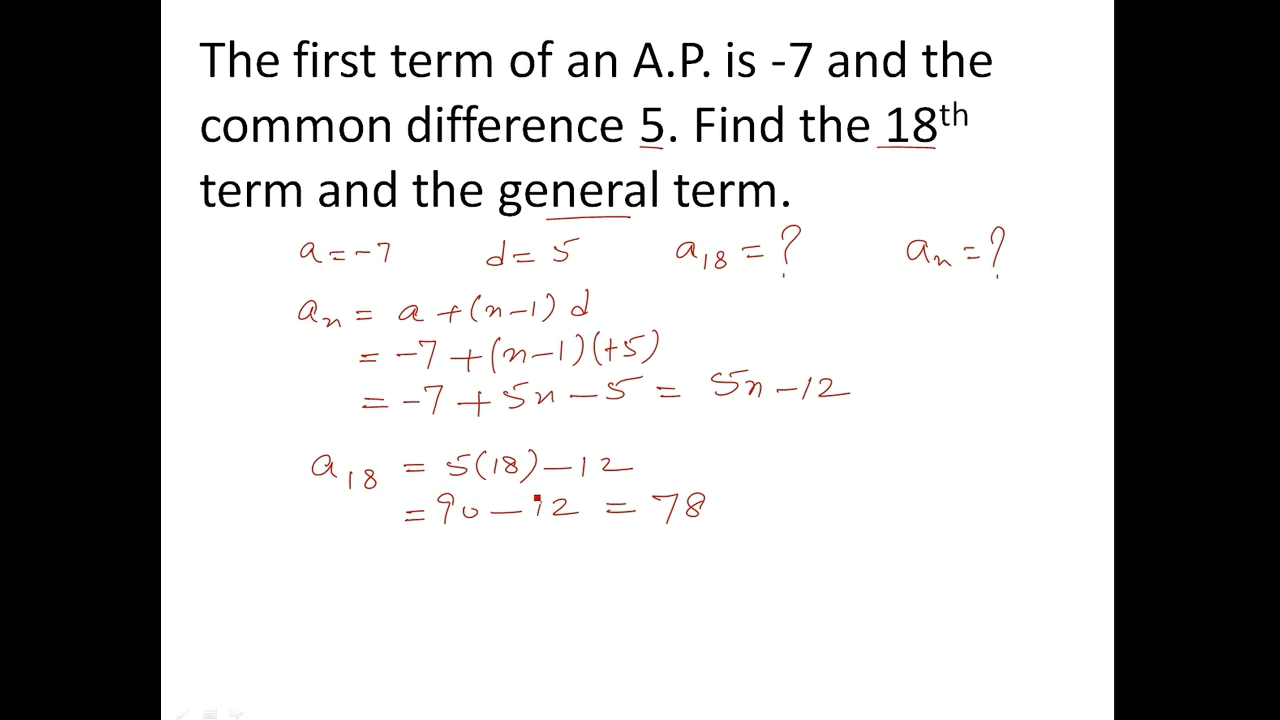 The first term of an A.P. is -7 and the
common difference 5. Find the 18th
term and the general term.
a = -7 d = 5 a18 = ? an = ?
an = a + (n-1) d
= -7 + (n-1)(+5)
= -7 + 5n - 5 = 5n - 12
a18 = 5(18) - 12
= 90 - 12 = 78